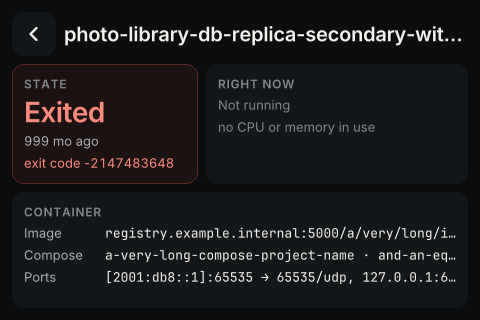 photo-library-db-replica-secondary-wit...
STATE
Exited
999 mo ago
exit code -2147483648
RIGHT NOW
Not running
no CPU or memory in use
CONTAINER
Image registry.example.internal:5000/a/very/long/i…
Compose a-very-long-compose-project-name · and-an-eq…
Ports [2001:db8::1]:65535 → 65535/udp, 127.0.0.1:6…